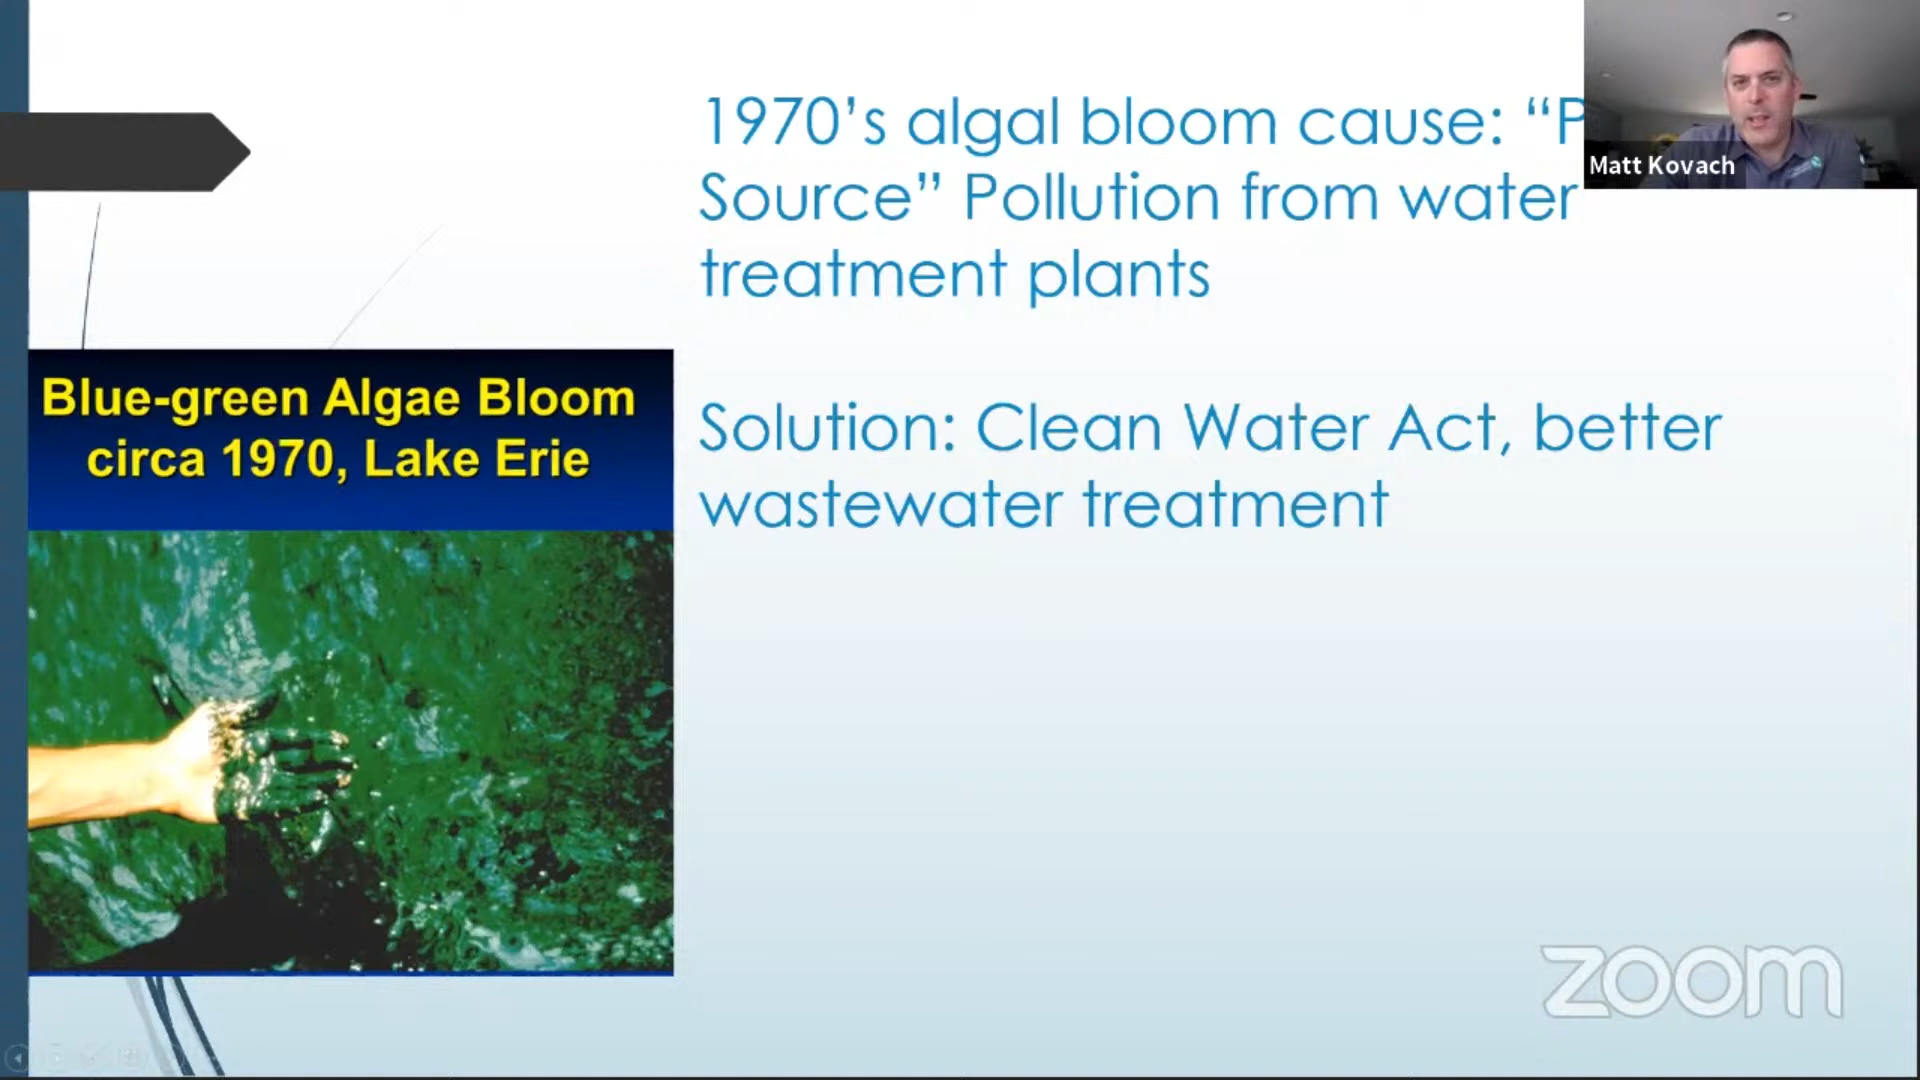 1970’s algal bloom cause: “P
Source” Pollution from water
treatment plants
Solution: Clean Water Act, better
wastewater treatment
Matt Kovach
Blue-green Algae Bloom
circa 1970, Lake Erie
zoom